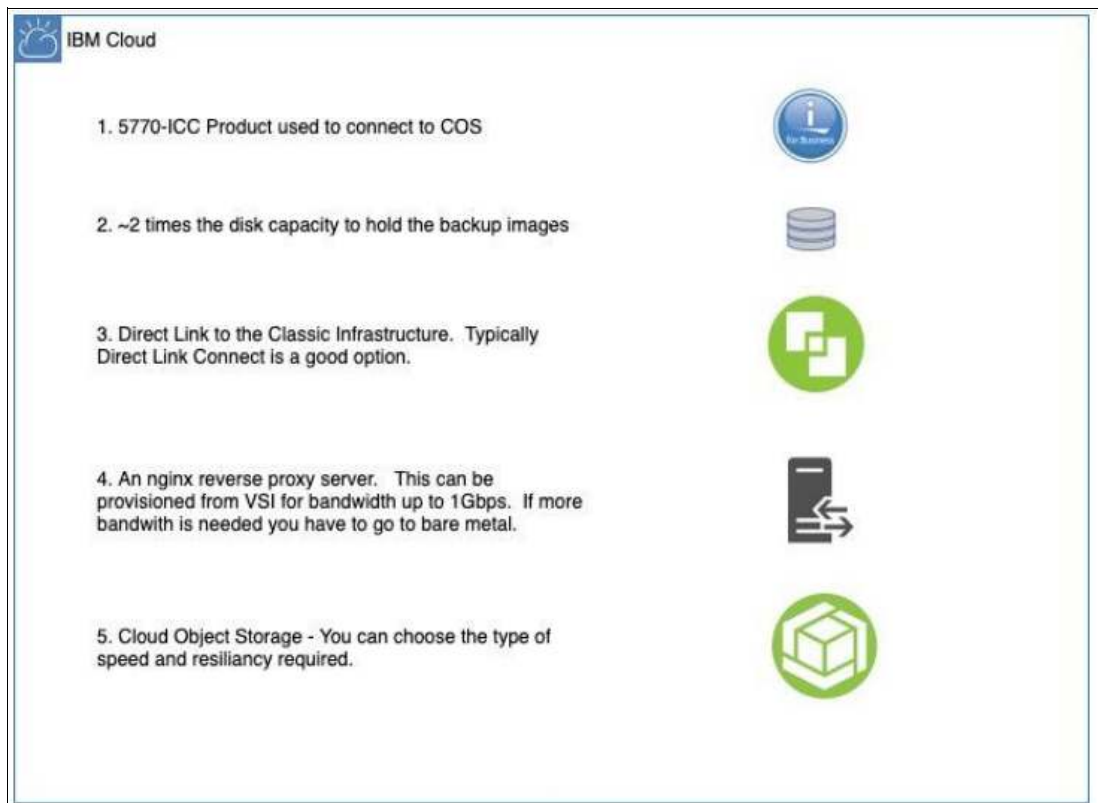 IBM Cloud
1. 5770-ICC Product used to connect to COS
i
for Business
2. ~2 times the disk capacity to hold the backup images
3. Direct Link to the Classic Infrastructure.  Typically
Direct Link Connect is a good option.
4. An nginx reverse proxy server.   This can be
provisioned from VSI for bandwidth up to 1Gbps.  If more
bandwith is needed you have to go to bare metal.
5. Cloud Object Storage - You can choose the type of
speed and resiliancy required.